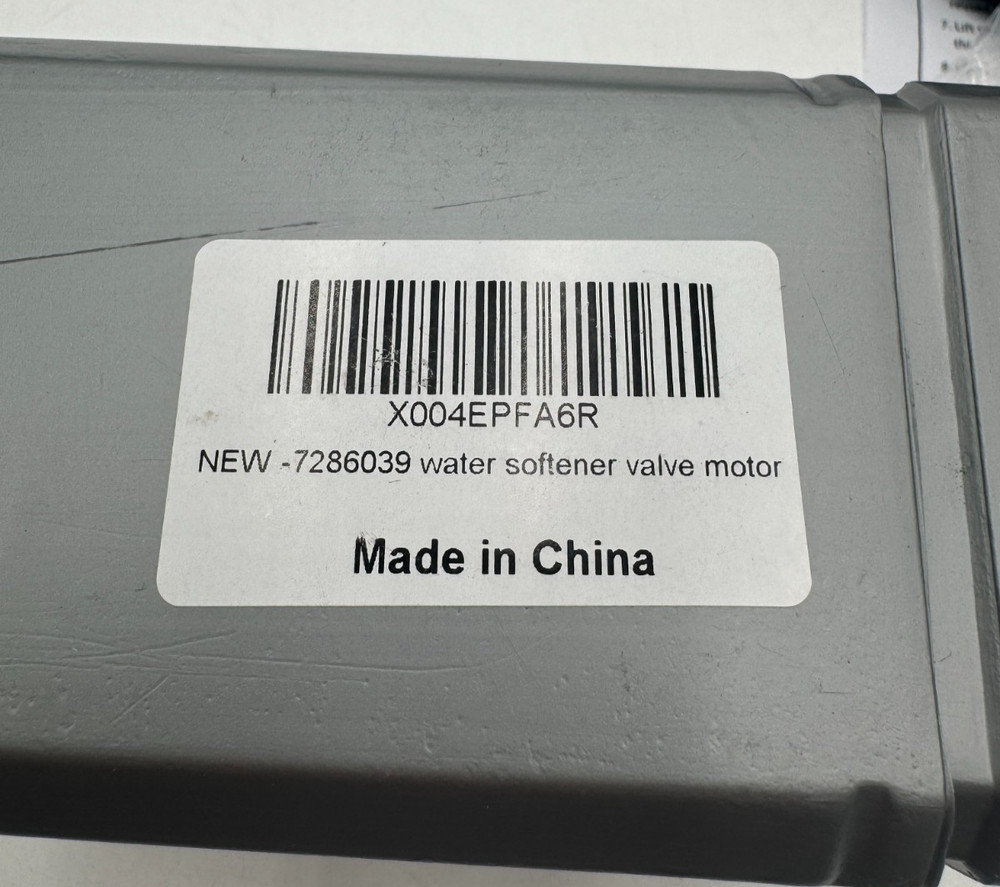 X004EPFA6R
NEW -7286039 water softener valve motor
Made in China